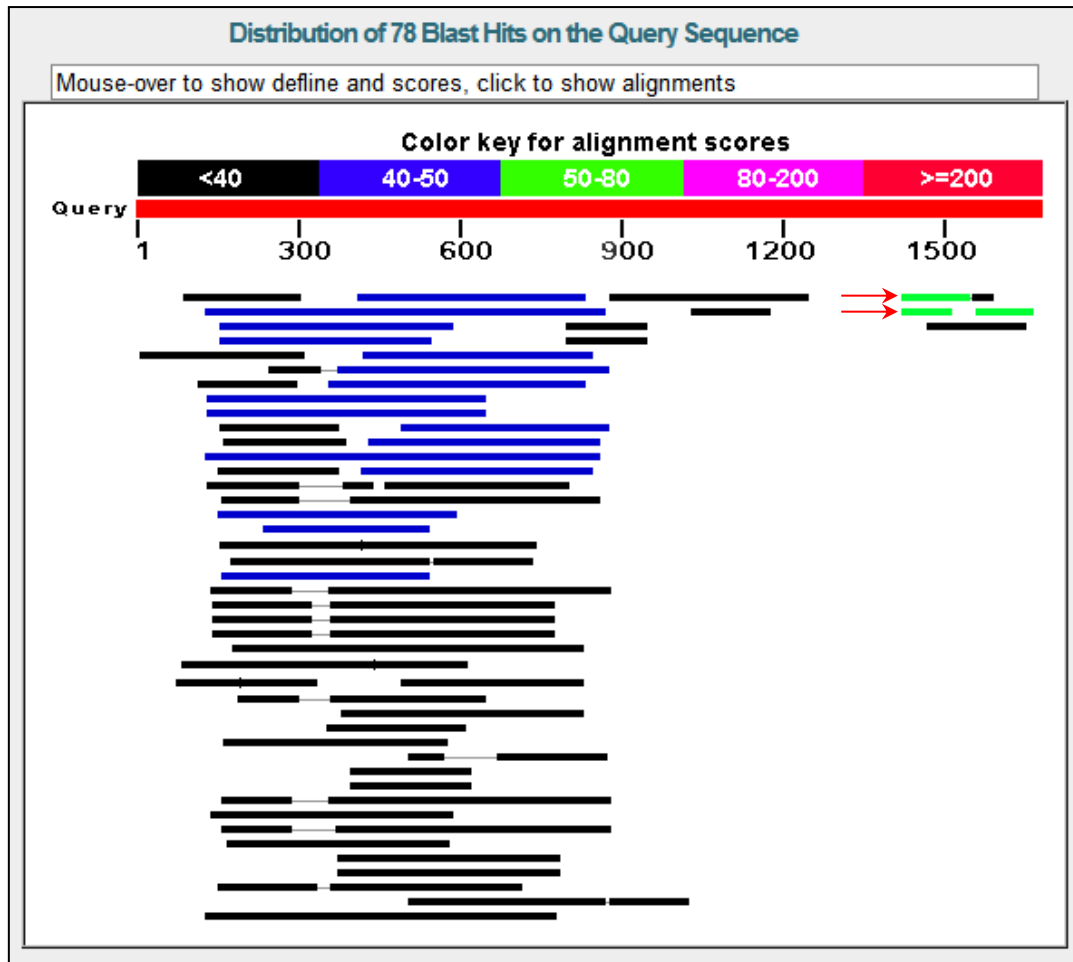 Distribution of 78 Blast Hits on the Query Sequence
Mouse-over to show defline and scores, click to show alignments
Color key for alignment scores
<40 40-50 50-80 80-200 >=200
Query
1 300 600 900 1200 1500